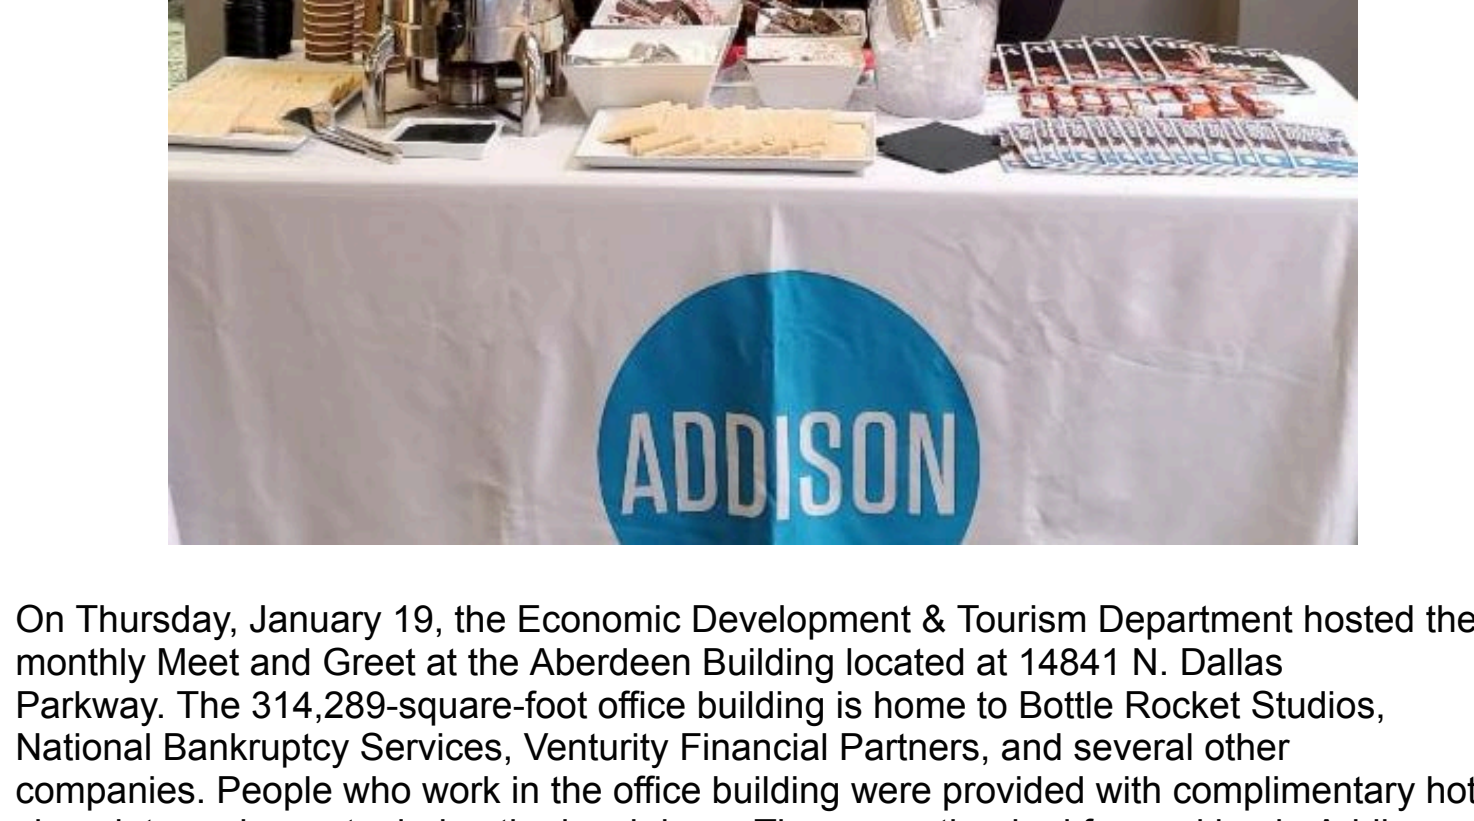 ADDISON
On Thursday, January 19, the Economic Development & Tourism Department hosted the
monthly Meet and Greet at the Aberdeen Building located at 14841 N. Dallas
Parkway. The 314,289-square-foot office building is home to Bottle Rocket Studios,
National Bankruptcy Services, Venturity Financial Partners, and several other
companies. People who work in the office building were provided with complimentary hot